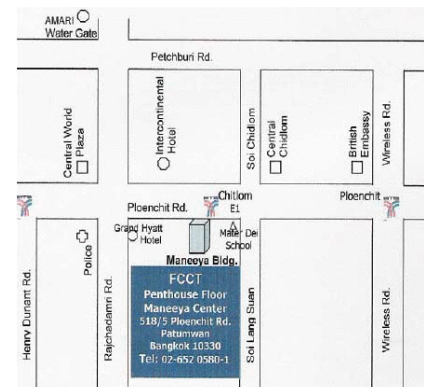 AMARI
Water Gate
Petchburi Rd.
Central World
Plaza
Intercontinental
Hotel
Soi Chidlom
Central
Chidlom
British
Embassy
Wireless Rd.
Chitlom
E1
Ploenchit
Ploenchit Rd.
Grand Hyatt
Hotel
Mater Dei
School
Police
Maneeya Bldg.
Henry Dunant Rd.
Rajchadamri Rd.
FCCT
Penthouse Floor
Maneeya Center
518/5 Ploenchit Rd.
Patumwan
Bangkok 10330
Tel: 02-652 0580-1
Soi Lang Suan
Wireless Rd.